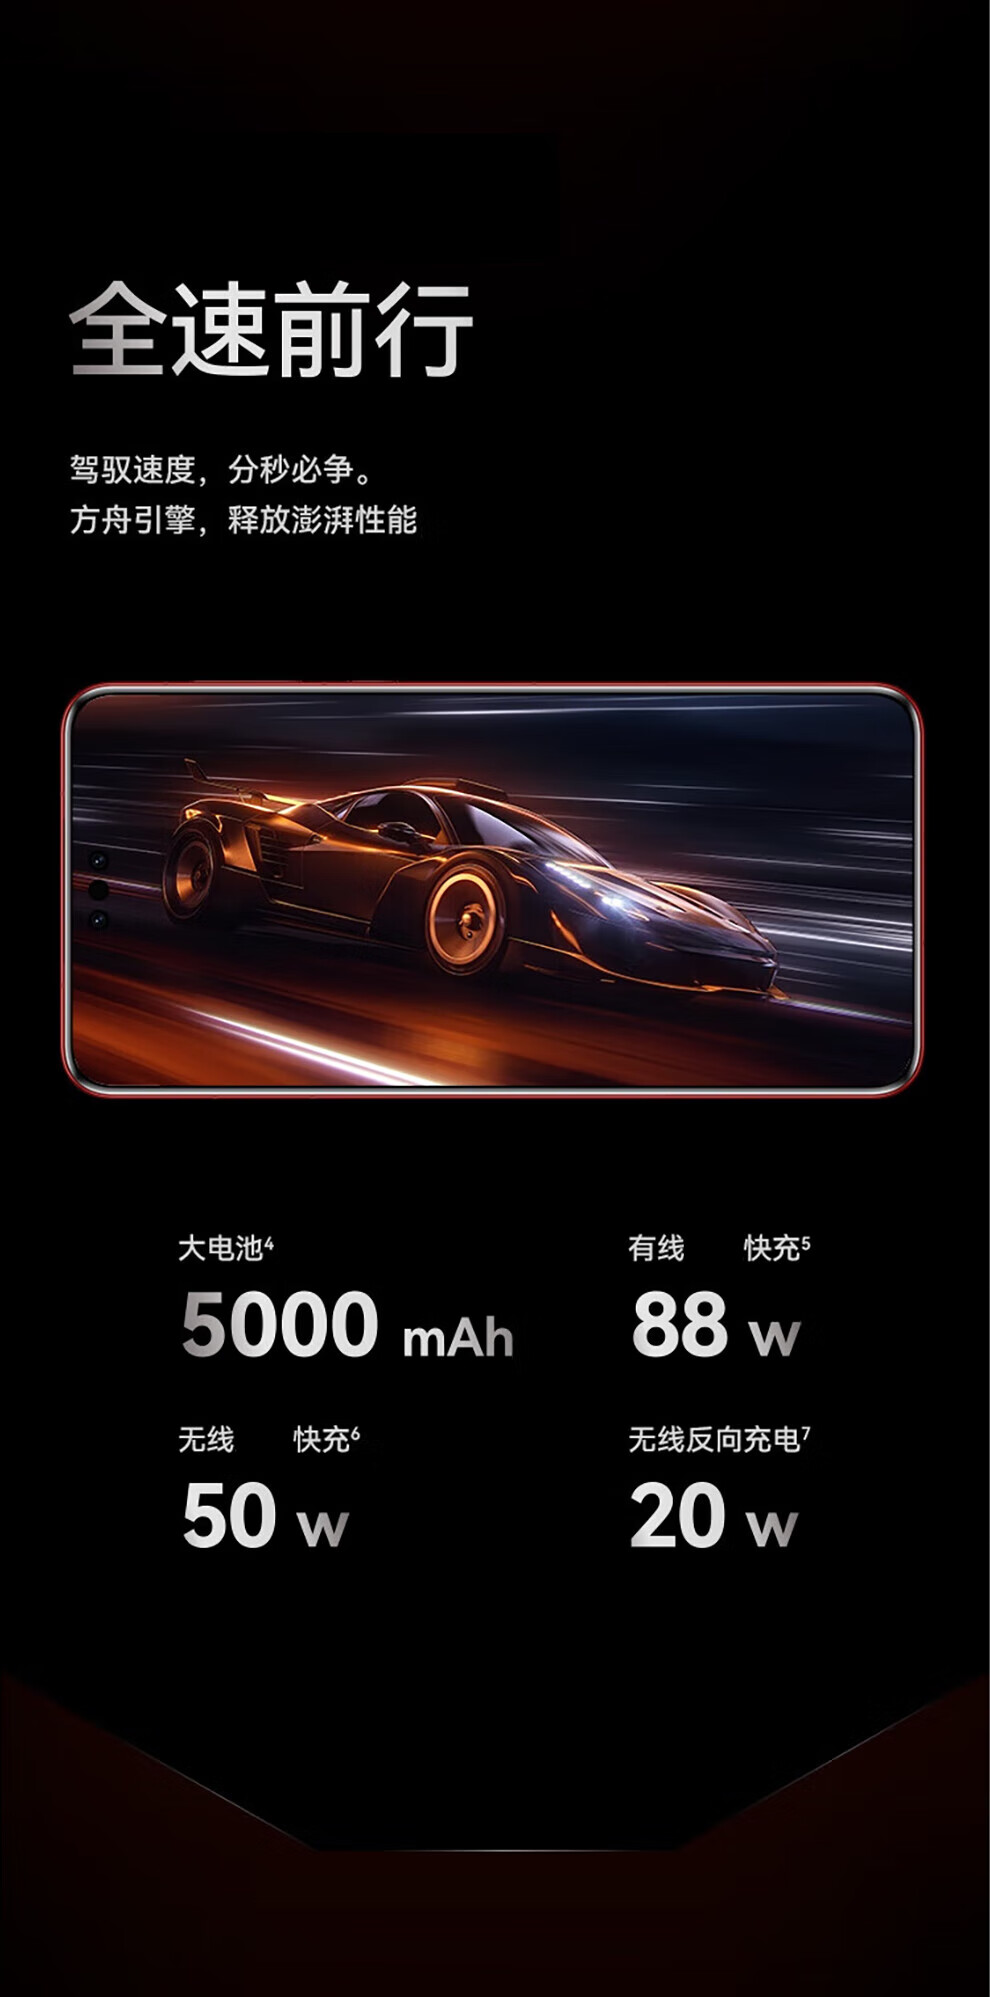 全速前行
驾驭速度，分秒必争。
方舟引擎，释放澎湃性能
大电池4
有线 快充5
5000 mAh
88 W
无线 快充6
无线反向充电7
50 W
20 W